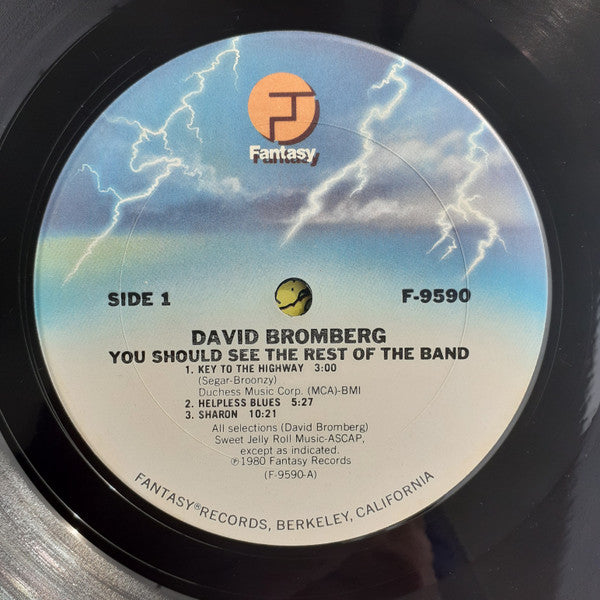 Fantasy
SIDE 1
F-9590
DAVID BROMBERG
YOU SHOULD SEE THE REST OF THE BAND
1. KEY TO THE HIGHWAY 3:00
(Segar-Broonzy)
Duchess Music Corp. (MCA)-BMI
2. HELPLESS BLUES 5:27
3. SHARON 10:21
All selections (David Bromberg)
Sweet Jelly Roll Music-ASCAP,
except as indicated.
℗1980 Fantasy Records
(F-9590-A)
FANTASY® RECORDS, BERKELEY, CALIFORNIA